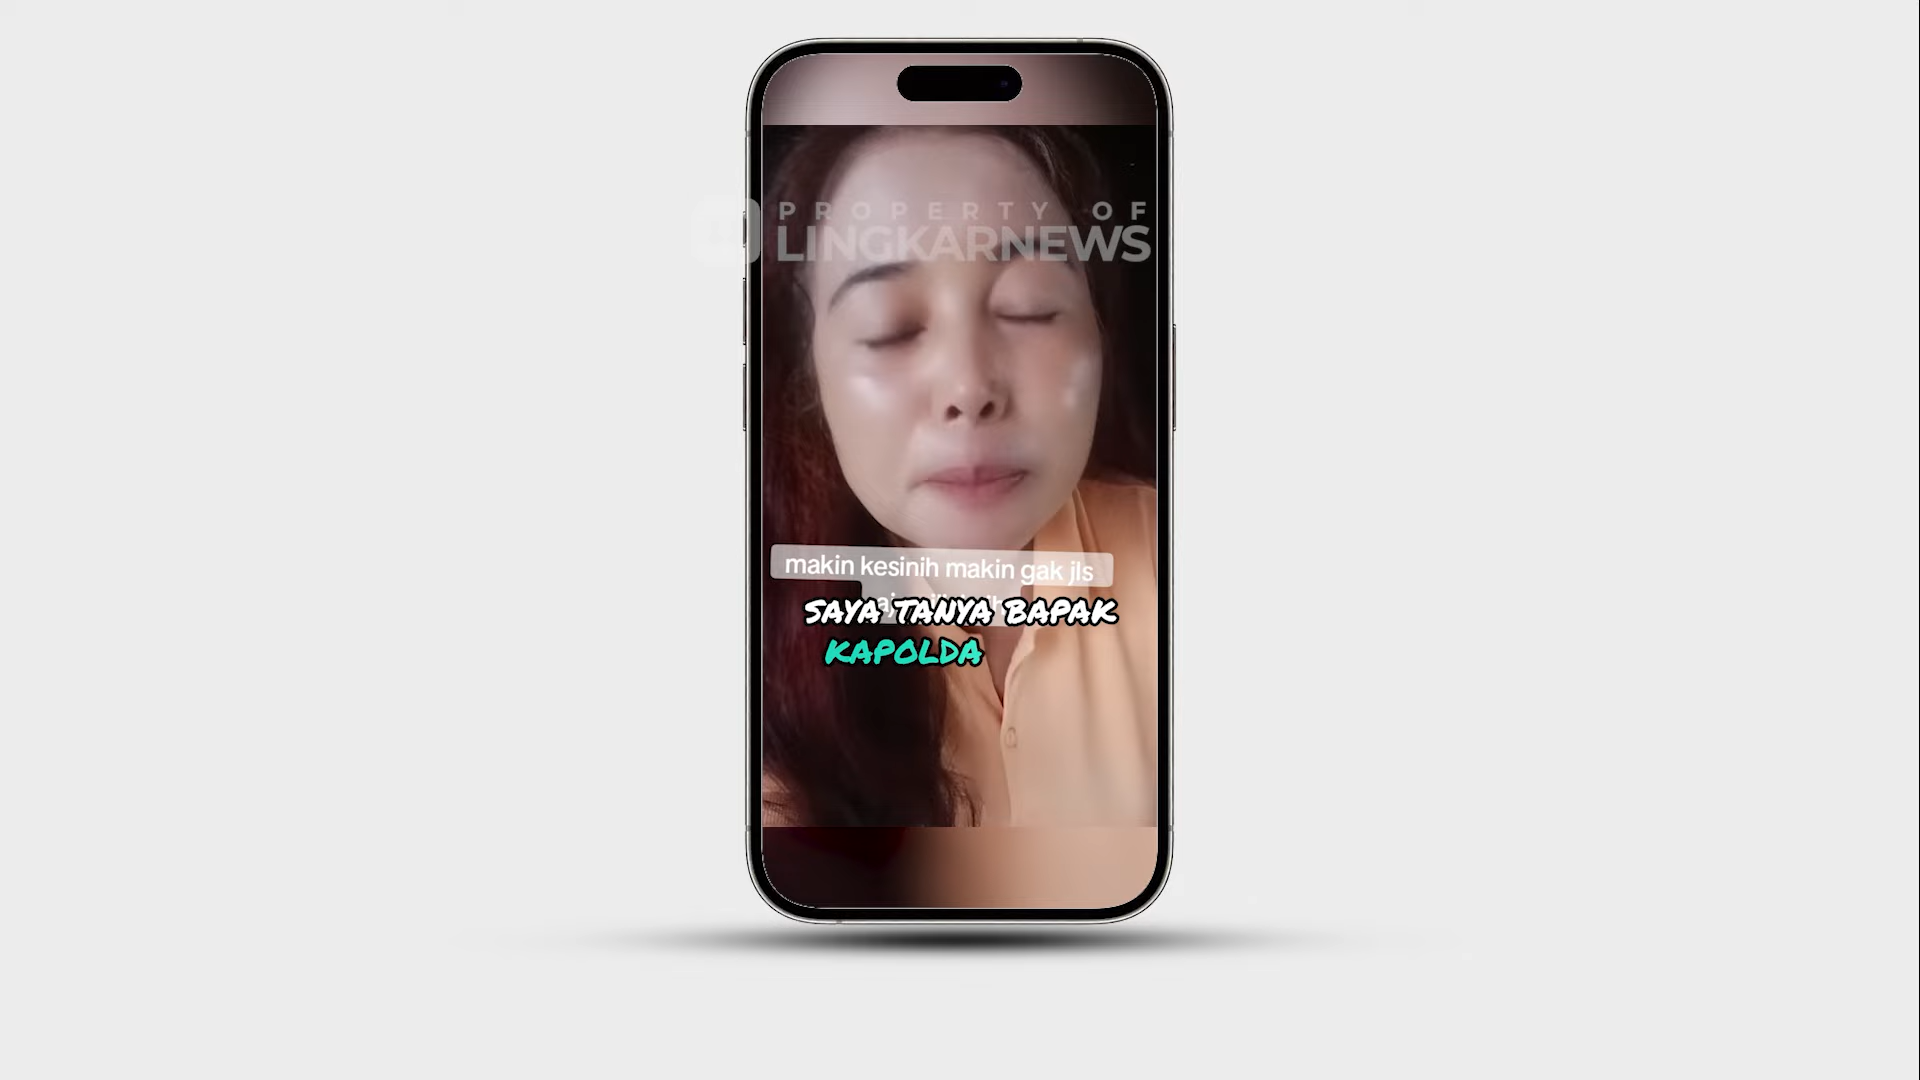 PROPERTY OF
LINGKARNEWS
makin kesinih makin gak jls
SAYA TANYA BAPAK
KAPOLDA